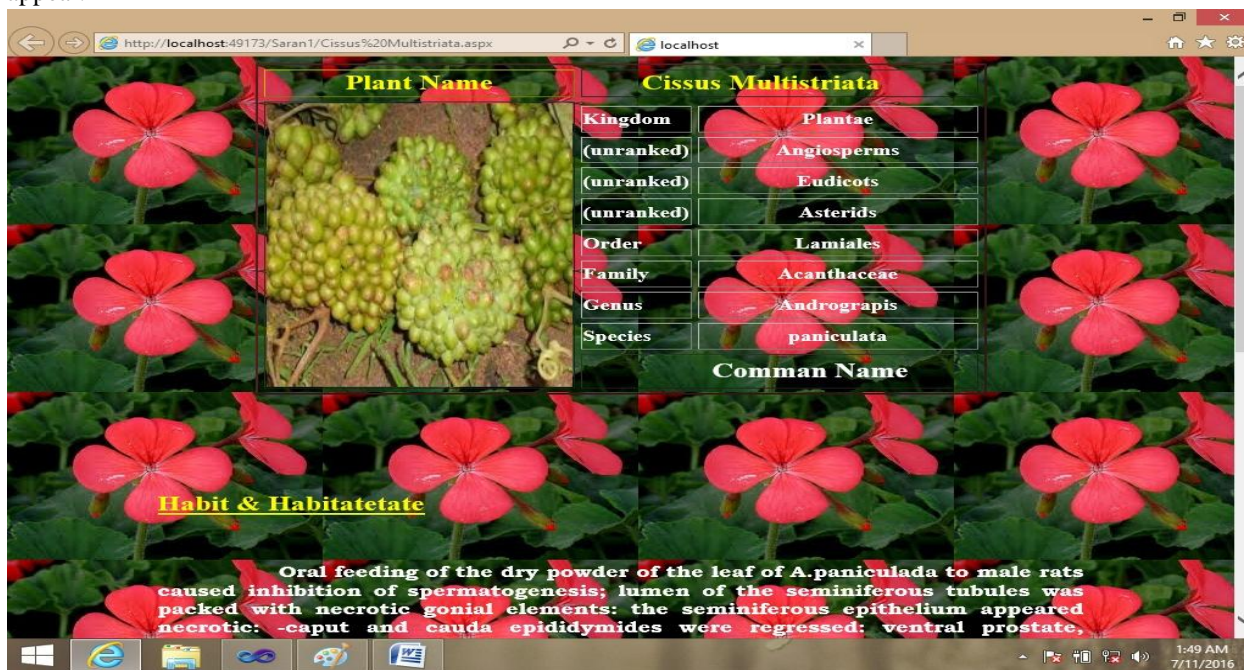 http://localhost:49173/Saran1/Cissus%20Multistriata.aspx
localhost
Plant Name
Cissus Multistriata
Kingdom Plantae
(unranked) Angiosperms
(unranked) Eudicots
(unranked) Asterids
Order Lamiales
Family Acanthaceae
Genus Andrograpis
Species paniculata
Comman Name
Habit & Habitatetate
Oral feeding of the dry powder of the leaf of A.paniculada to male rats
caused inhibition of spermatogenesis; lumen of the seminiferous tubules was
packed with necrotic gonial elements: the seminiferous epithelium appeared
necrotic: -caput and cauda epididymides were regressed: ventral prostate,
1:49 AM
7/11/2016